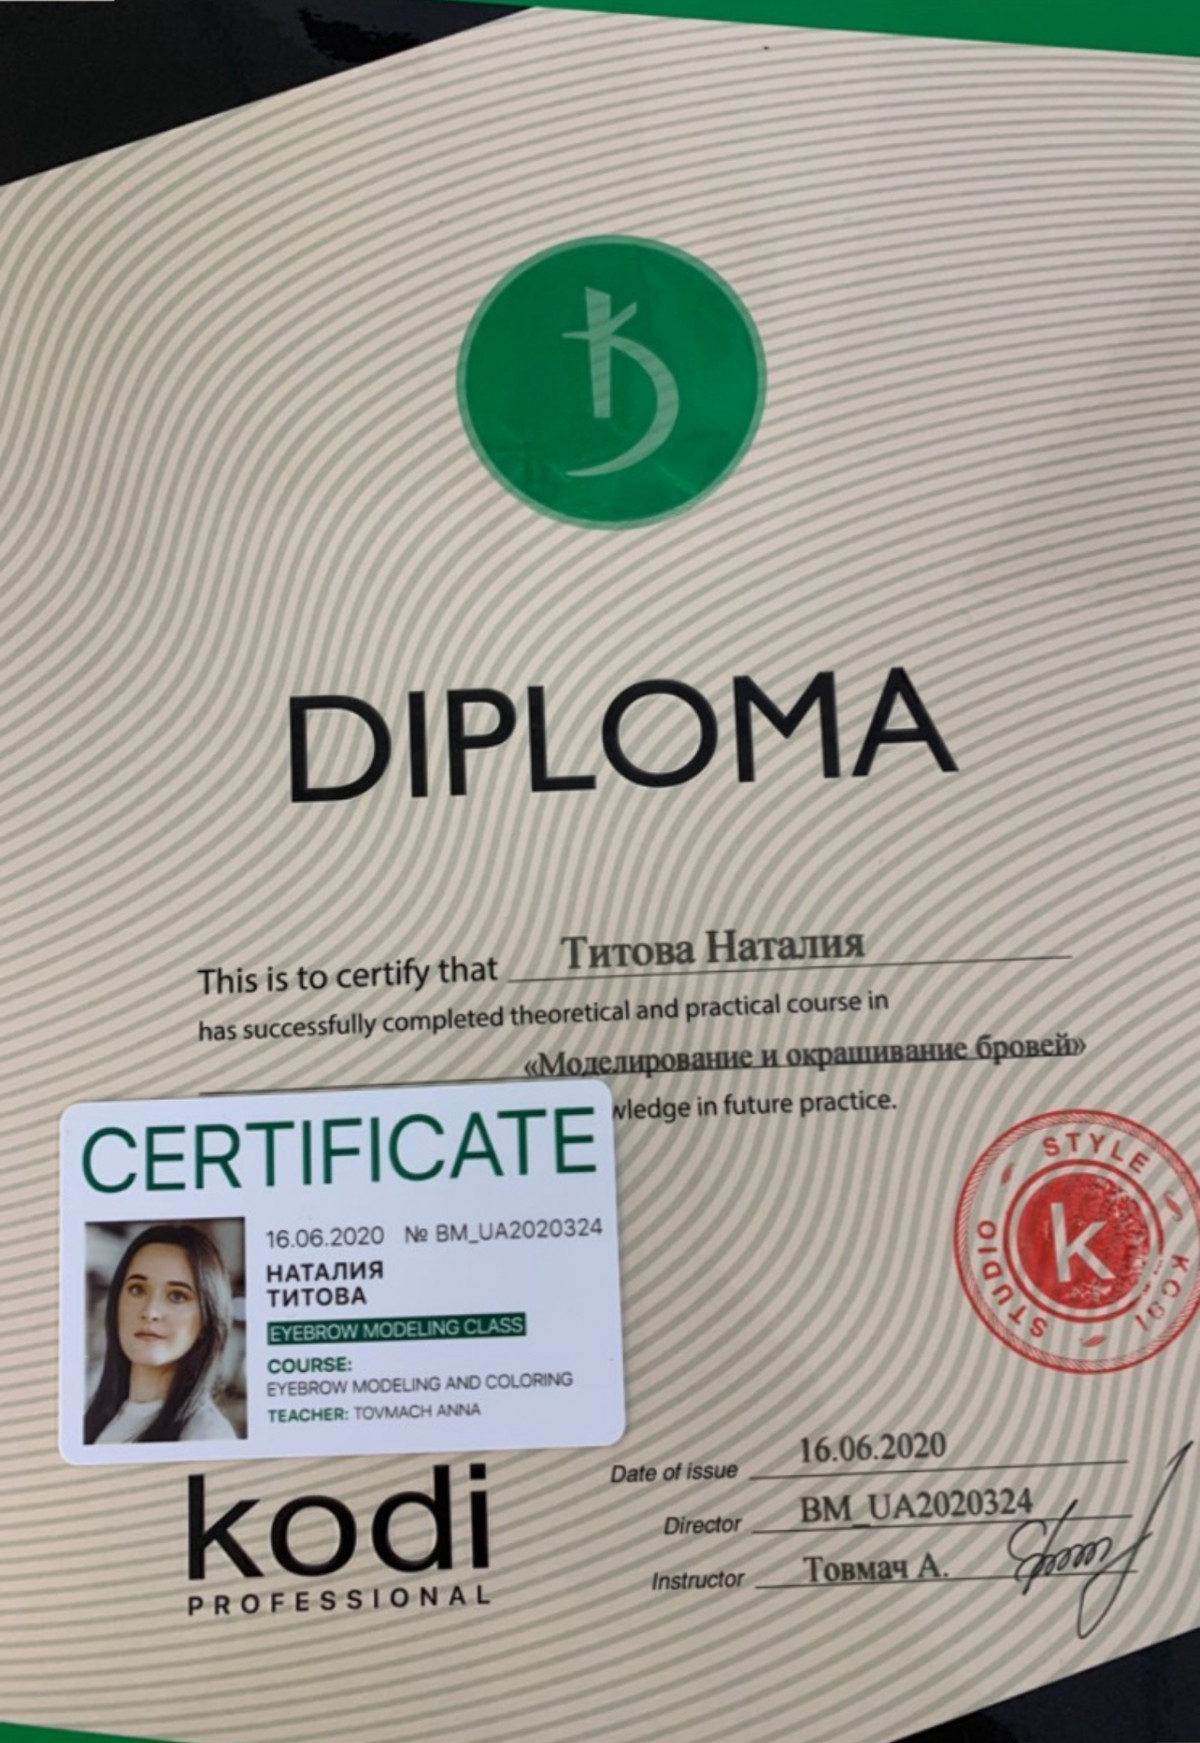 DIPLOMA
This is to certify that Титова Наталия
has successfully completed theoretical and practical course in
«Моделирование и окрашивание бровей»
in future practice.
CERTIFICATE
16.06.2020 № BM_UA2020324
НАТАЛИЯ
ТИТОВА
EYEBROW MODELING CLASS
COURSE:
EYEBROW MODELING AND COLORING
TEACHER: TOVMACH ANNA
STYLE
STUDIO
K
kodi
PROFESSIONAL
Date of issue 16.06.2020
Director BM_UA2020324
Instructor Товмач А.